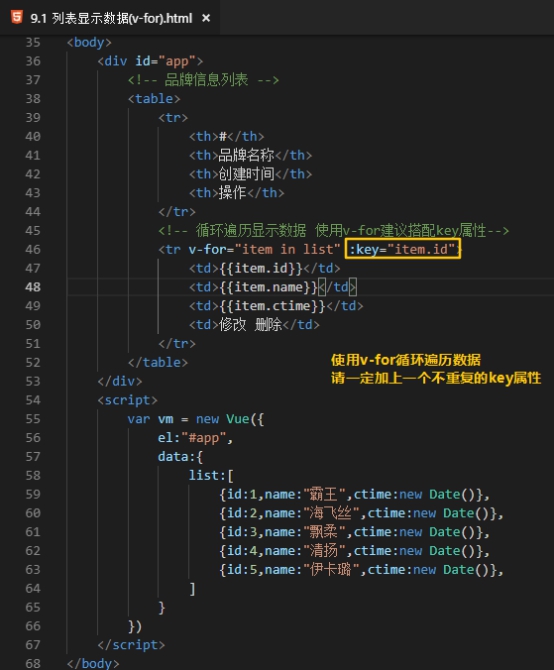 9.1 列表显示数据(v-for).html ×
35 <body>
36 <div id="app">
37 <!-- 品牌信息列表 -->
38 <table>
39 <tr>
40 <th>#</th>
41 <th>品牌名称</th>
42 <th>创建时间</th>
43 <th>操作</th>
44 </tr>
45 <!-- 循环遍历显示数据 使用v-for建议搭配key属性-->
46 <tr v-for="item in list" :key="item.id">
47 <td>{{item.id}}</td>
48 <td>{{item.name}}</td>
49 <td>{{item.ctime}}</td>
50 <td>修改 删除</td>
51 </tr>
52 </table>
使用v-for循环遍历数据
53 </div>
请一定加上一个不重复的key属性
54 <script>
55 var vm = new Vue({
56 el:"#app",
57 data:{
58 list:[
59 {id:1,name:"霸王",ctime:new Date()},
60 {id:2,name:"海飞丝",ctime:new Date()},
61 {id:3,name:"飘柔",ctime:new Date()},
62 {id:4,name:"清扬",ctime:new Date()},
63 {id:5,name:"伊卡璐",ctime:new Date()},
64 ]
65 }
66 })
67 </script>
68 </body>